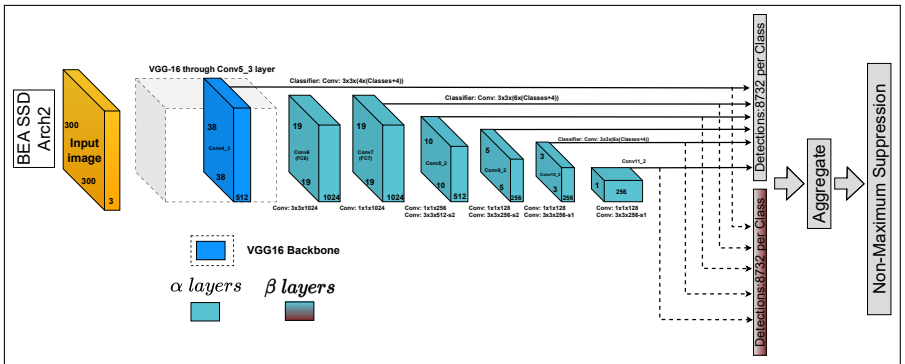 BEA SSD
Arch2
300
Input
image
300
3
VGG-16 through Conv5_3 layer
38
Conv4_3
38
512
Classifier: Conv: 3x3x(4x(Classes+4))
19
Conv6
(FC6)
19
1024
Conv: 3x3x1024
19
Conv7
(FC7)
19
1024
Conv: 1x1x1024
Classifier: Conv: 3x3x(6x(Classes+4))
10
Conv8_2
10
512
Conv: 1x1x256
Conv: 3x3x512-s2
5
Conv9_2
5
256
Conv: 1x1x128
Conv: 3x3x256-s2
Classifier: Conv: 3x3x(6x(Classes+4))
3
Conv10_2
3
256
Conv: 1x1x128
Conv: 3x3x256-s1
Conv11_2
1
256
Conv: 1x1x128
Conv: 3x3x256-s1
Detections:8732 per Class
Detections:8732 per Class
Aggregate
Non-Maximum Suppression
VGG16 Backbone
α layers
β layers